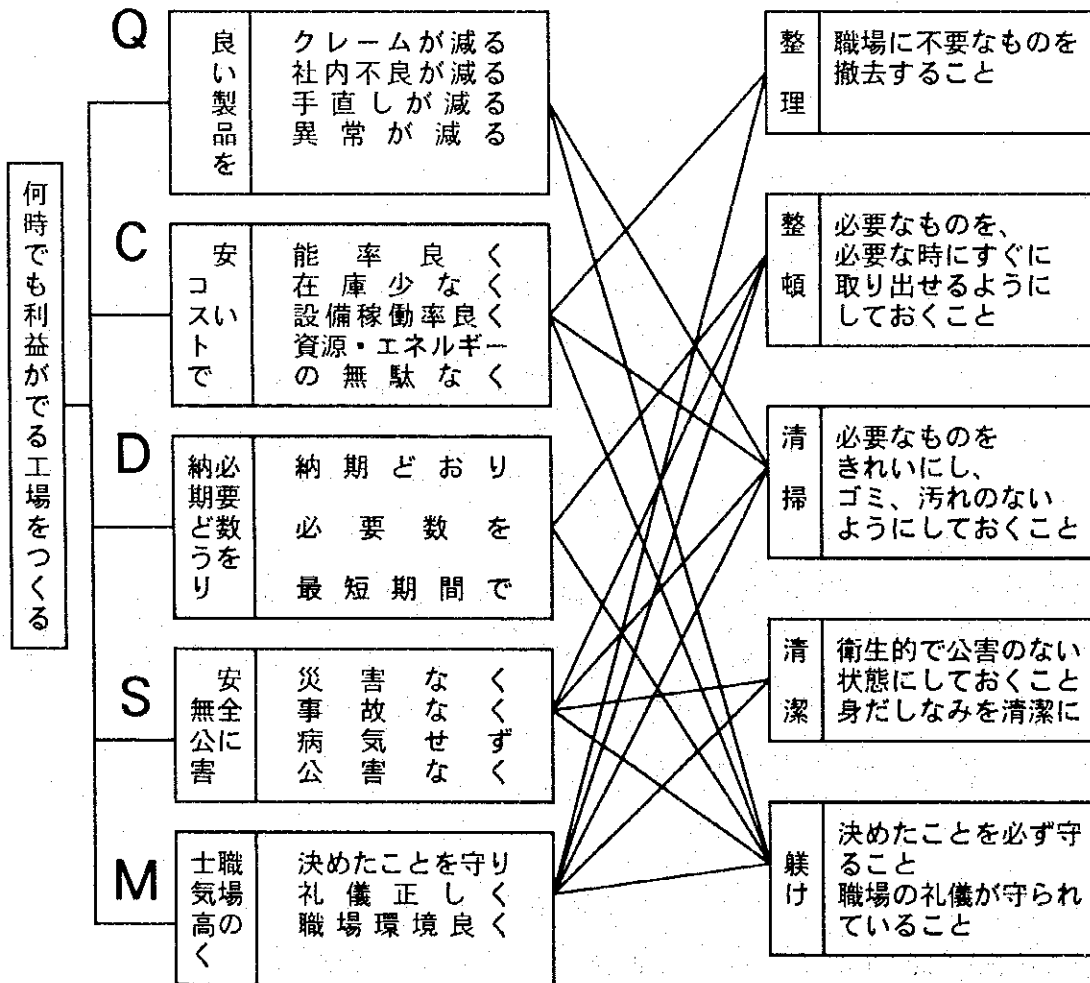 何時でも利益がでる工場をつくる
Q
良い製品を
クレームが減る
社内不良が減る
手直しが減る
異常が減る
C
安い
コストで
能率良く
在庫少なく
設備稼働率良く
資源・エネルギー
の無駄なく
D
必要数を
納期どうり
納期どおり
必要数を
最短期間で
S
安全に
無公害
災害なく
事故なく
病気せず
公害なく
M
職場の
士気高く
決めたことを守り
礼儀正しく
職場環境良く
整理
職場に不要なものを
撤去すること
整頓
必要なものを、
必要な時にすぐに
取り出せるように
しておくこと
清掃
必要なものを
きれいにし、
ゴミ、汚れのない
ようにしておくこと
清潔
衛生的で公害のない
状態にしておくこと
身だしなみを清潔に
躾け
決めたことを必ず守
ること
職場の礼儀が守られ
ていること